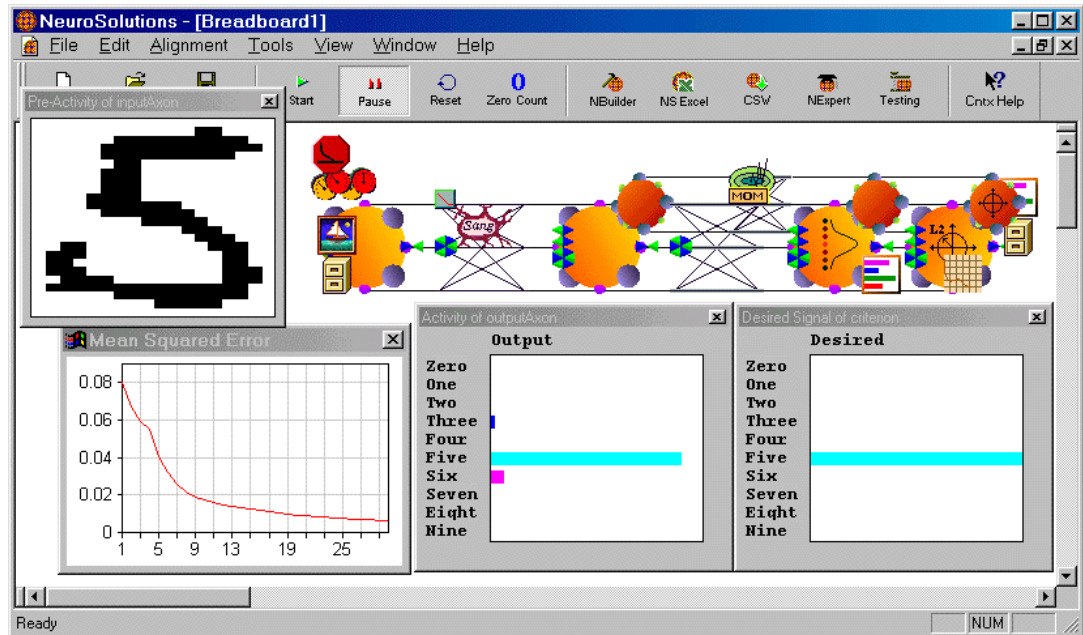 NeuroSolutions - [Breadboard1]
File Edit Alignment Tools View Window Help
Start Pause Reset Zero Count NBuilder NS Excel CSW NExpert Testing Cntx Help
0
Pre-Activity of inputAxon
Sang
MOM
L2
Mean Squared Error
0.08
0.06
0.04
0.02
0
1 5 9 13 19 25
Activity of outputAxon
Output
Zero
One
Two
Three
Four
Five
Six
Seven
Eight
Nine
Desired Signal of criterion
Desired
Zero
One
Two
Three
Four
Five
Six
Seven
Eight
Nine
Ready
NUM